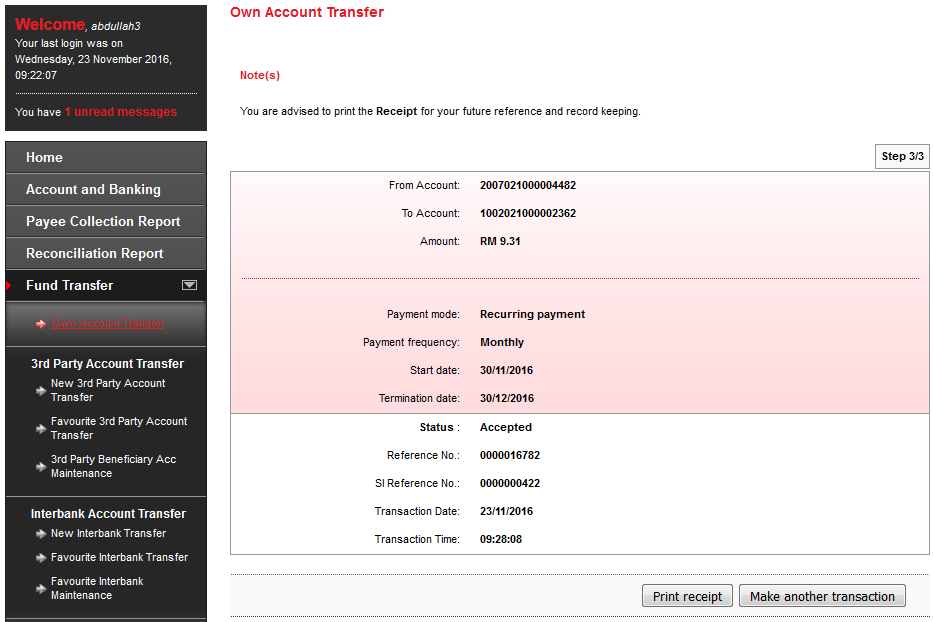 Welcome, abdullah3
Your last login was on
Wednesday, 23 November 2016,
09:22:07
You have 1 unread messages
Home
Account and Banking
Payee Collection Report
Reconciliation Report
Fund Transfer
Own Account Transfer
3rd Party Account Transfer
New 3rd Party Account
Transfer
Favourite 3rd Party Account
Transfer
3rd Party Beneficiary Acc
Maintenance
Interbank Account Transfer
New Interbank Transfer
Favourite Interbank Transfer
Favourite Interbank
Maintenance
Own Account Transfer
Note(s)
You are advised to print the Receipt for your future reference and record keeping.
Step 3/3
From Account: 2007021000004482
To Account: 1002021000002362
Amount: RM 9.31
Payment mode: Recurring payment
Payment frequency: Monthly
Start date: 30/11/2016
Termination date: 30/12/2016
Status : Accepted
Reference No.: 0000016782
SI Reference No.: 0000000422
Transaction Date: 23/11/2016
Transaction Time: 09:28:08
Print receipt Make another transaction